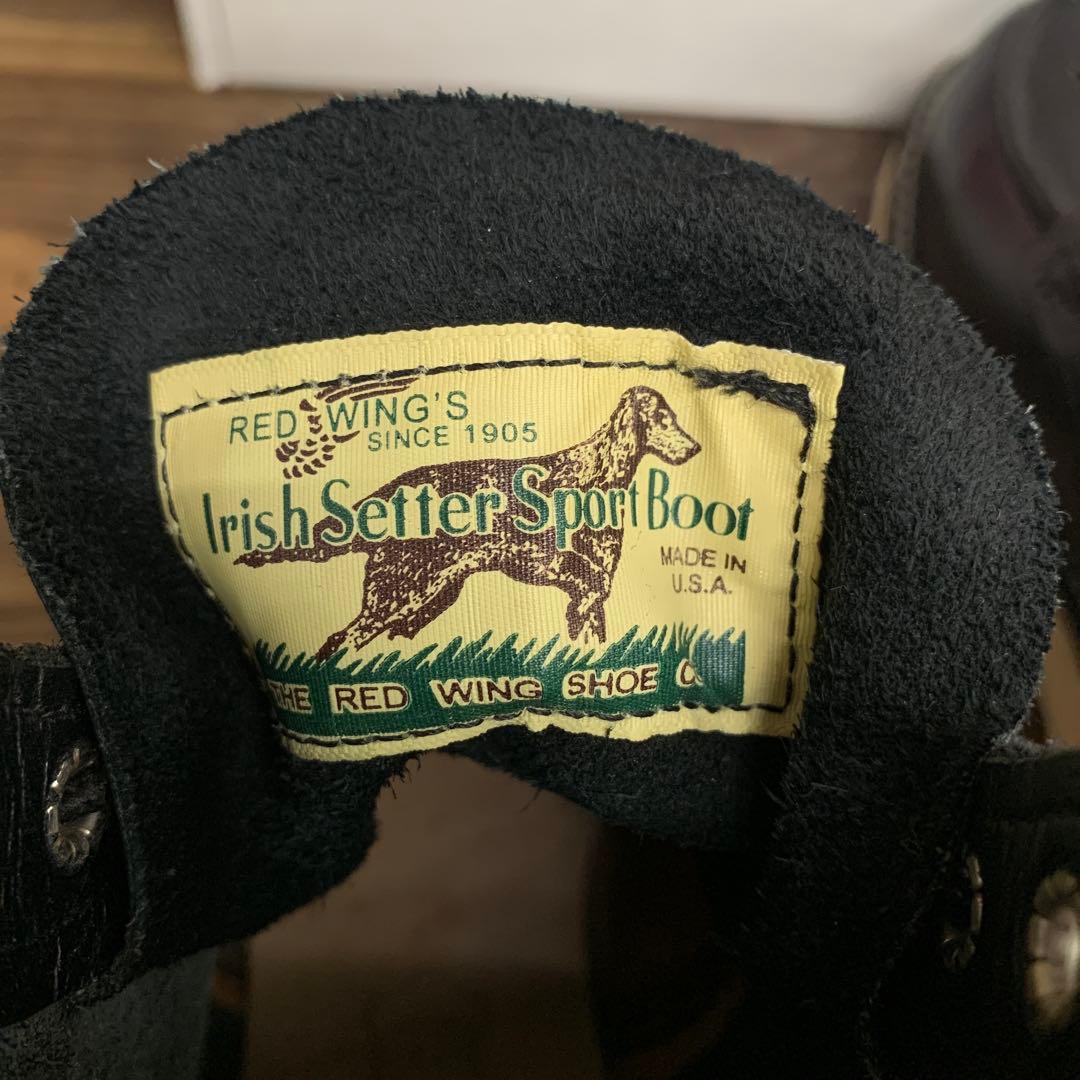 RED WING'S
SINCE 1905
Irish Setter Sport Boot
MADE IN
U.S.A.
THE RED WING SHOE